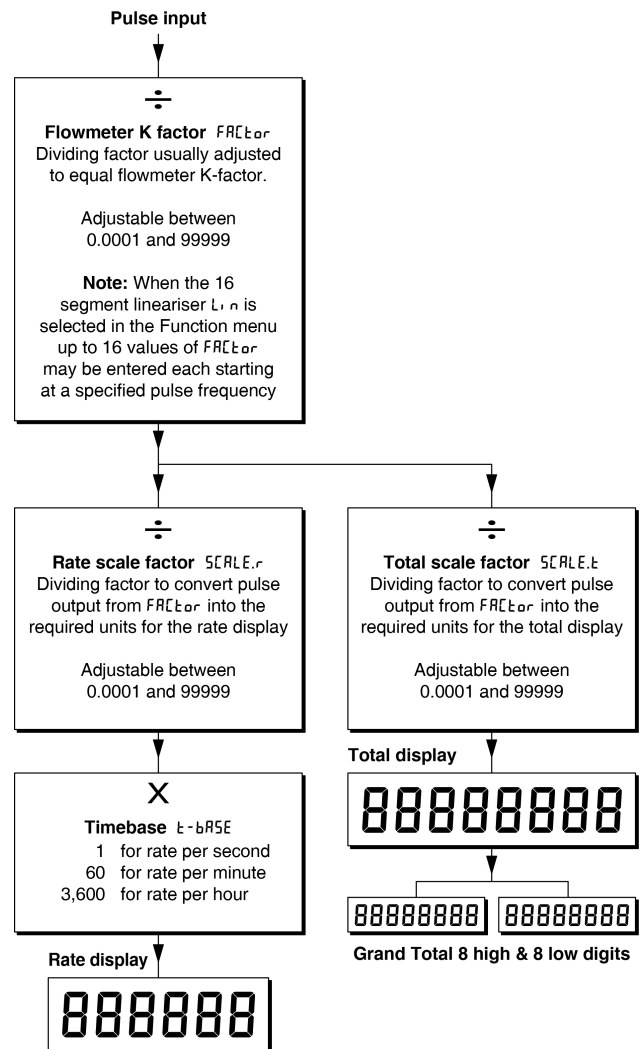 Pulse input
÷
Flowmeter K factor FACtor
Dividing factor usually adjusted
to equal flowmeter K-factor.
Adjustable between
0.0001 and 99999
Note: When the 16
segment lineariser Lin is
selected in the Function menu
up to 16 values of FACtor
may be entered each starting
at a specified pulse frequency
÷
Rate scale factor SCALE.r
Dividing factor to convert pulse
output from FACtor into the
required units for the rate display
Adjustable between
0.0001 and 99999
÷
Total scale factor SCALE.t
Dividing factor to convert pulse
output from FACtor into the
required units for the total display
Adjustable between
0.0001 and 99999
X
Timebase t-bASE
1 for rate per second
60 for rate per minute
3,600 for rate per hour
Total display
88888888
88888888 88888888
Grand Total 8 high & 8 low digits
Rate display
888888